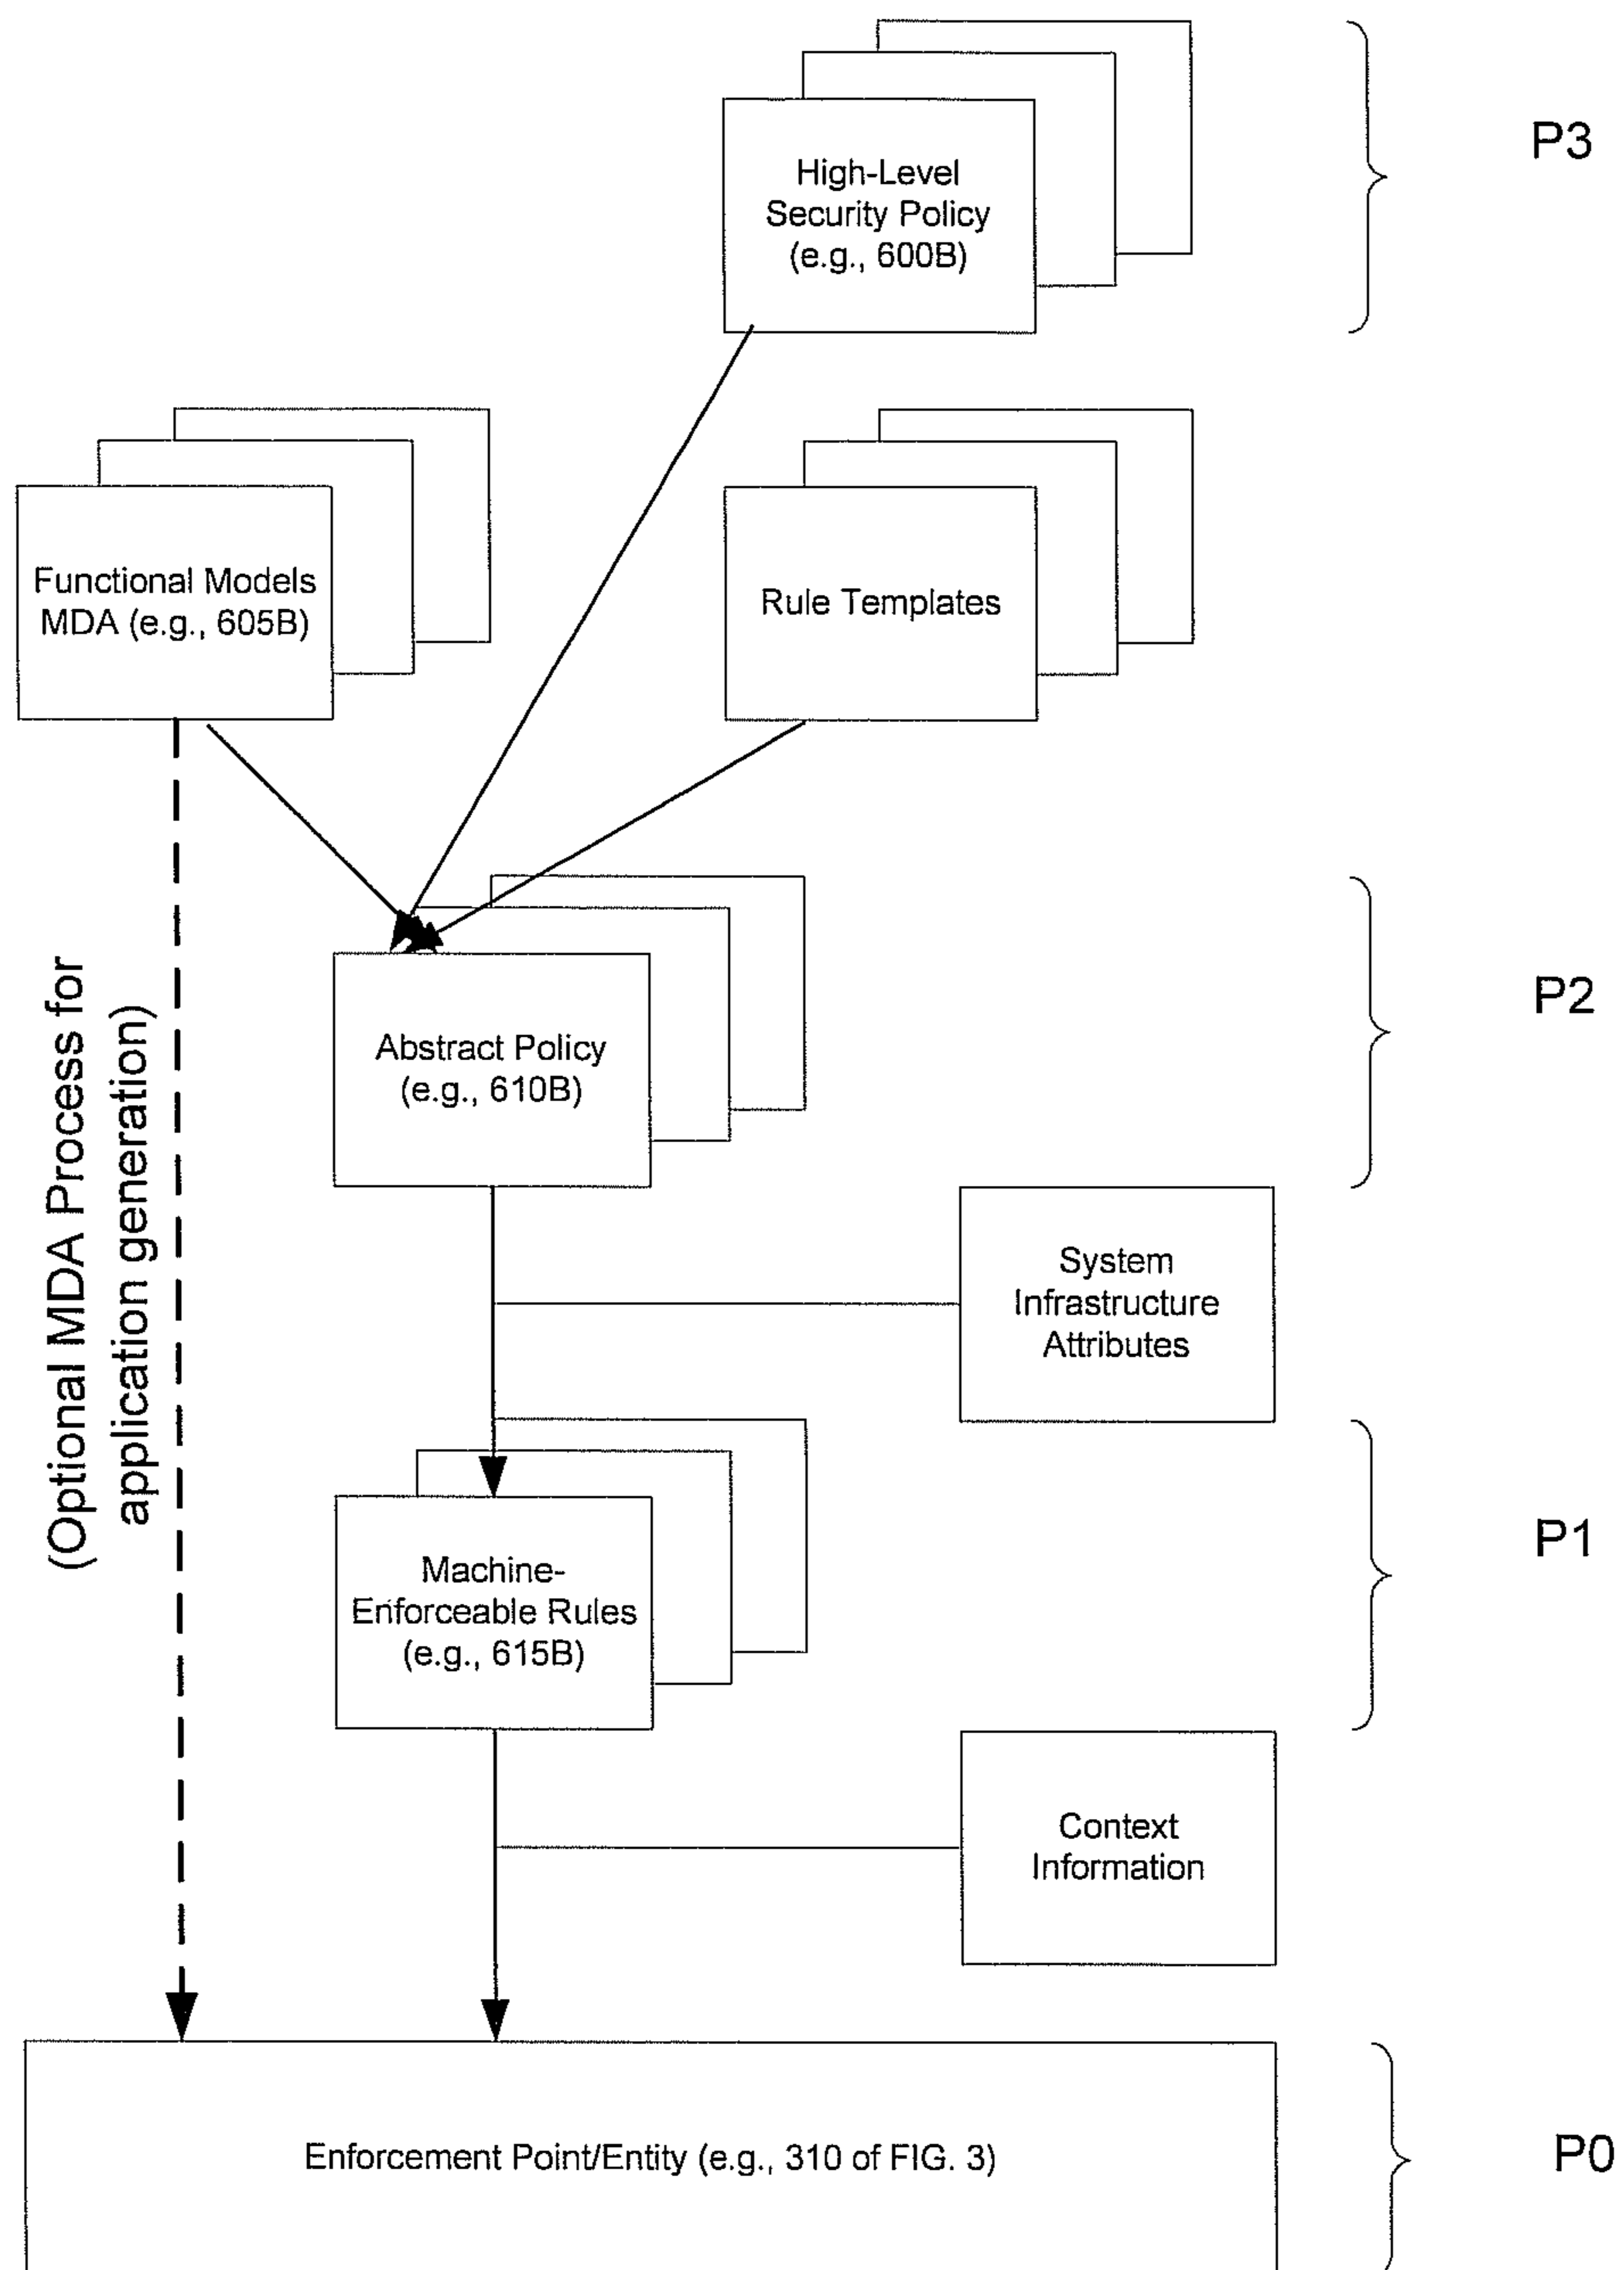 P3
High-Level
Security Policy
(e.g., 600B)
Functional Models
MDA (e.g., 605B)
Rule Templates
(Optional MDA Process for
application generation)
Abstract Policy
(e.g., 610B)
P2
System
Infrastructure
Attributes
Machine-
Enforceable Rules
(e.g., 615B)
P1
Context
Information
Enforcement Point/Entity (e.g., 310 of FIG. 3)
P0